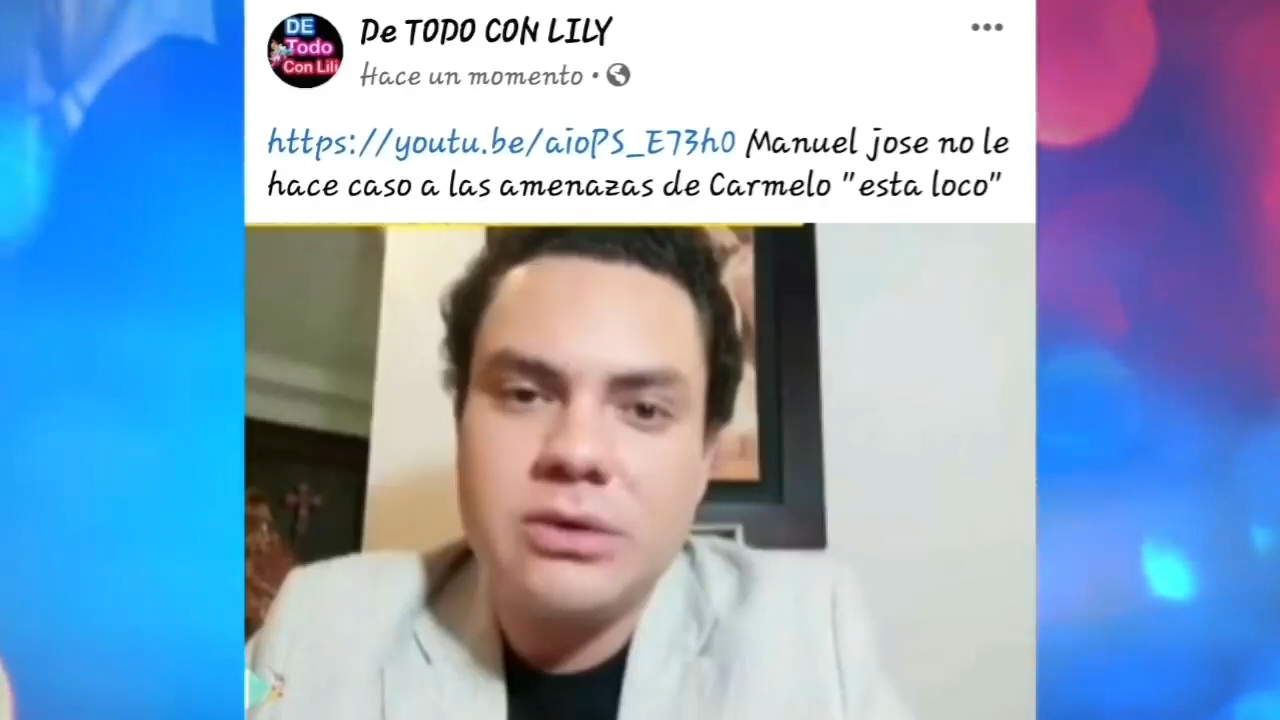 DE
Todo
Con Lili
De TODO CON LILY
Hace un momento •
https://youtu.be/aioPS_E73h0 Manuel jose no le
hace caso a las amenazas de Carmelo "esta loco"